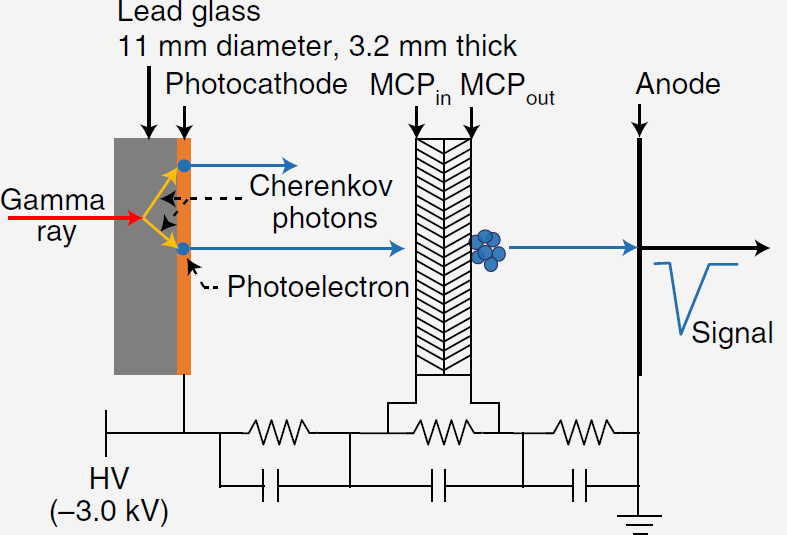 Lead glass
11 mm diameter, 3.2 mm thick
Photocathode MCPin MCPout Anode
Gamma
ray
Cherenkov
photons
Photoelectron
Signal
HV
(–3.0 kV)